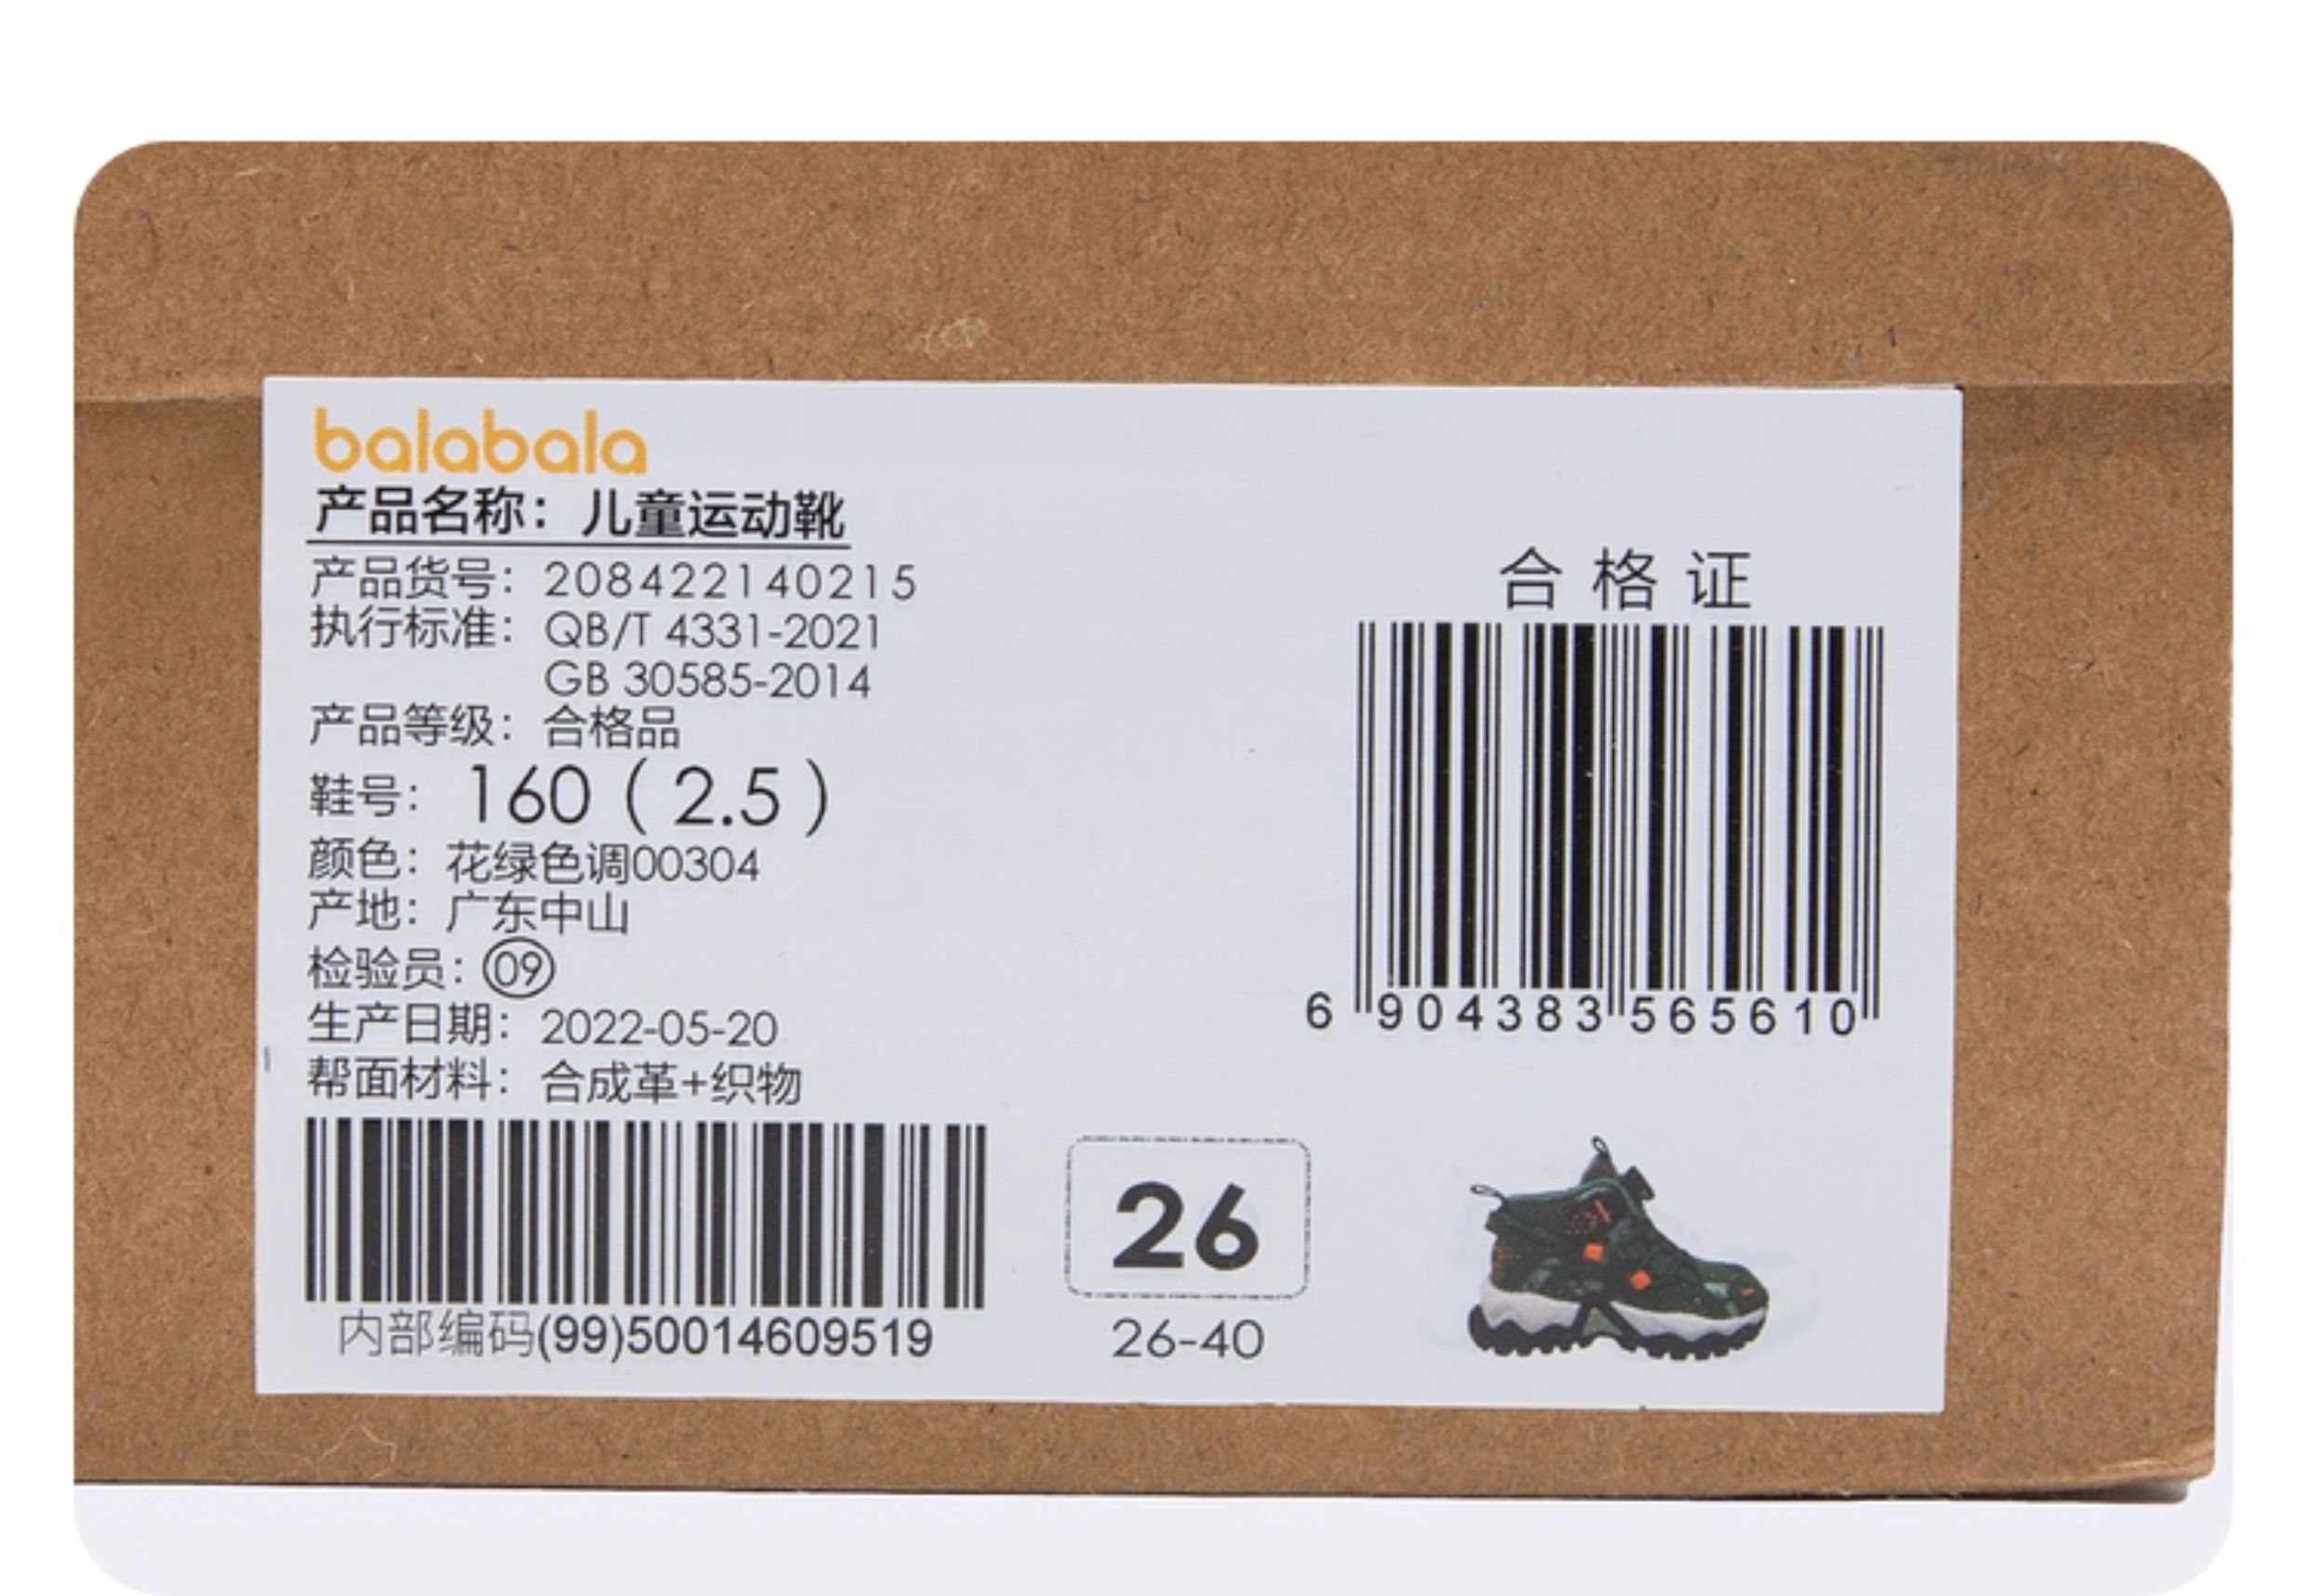 balabala
产品名称：儿童运动靴
产品货号：208422140215
执行标准：QB/T 4331-2021
GB 30585-2014
产品等级：合格品
鞋号：160（2.5）
颜色：花绿色调00304
产地：广东中山
检验员：09
生产日期：2022-05-20
帮面材料：合成革+织物
内部编码(99)50014609519
26
26-40
合格证
6 904383 565610